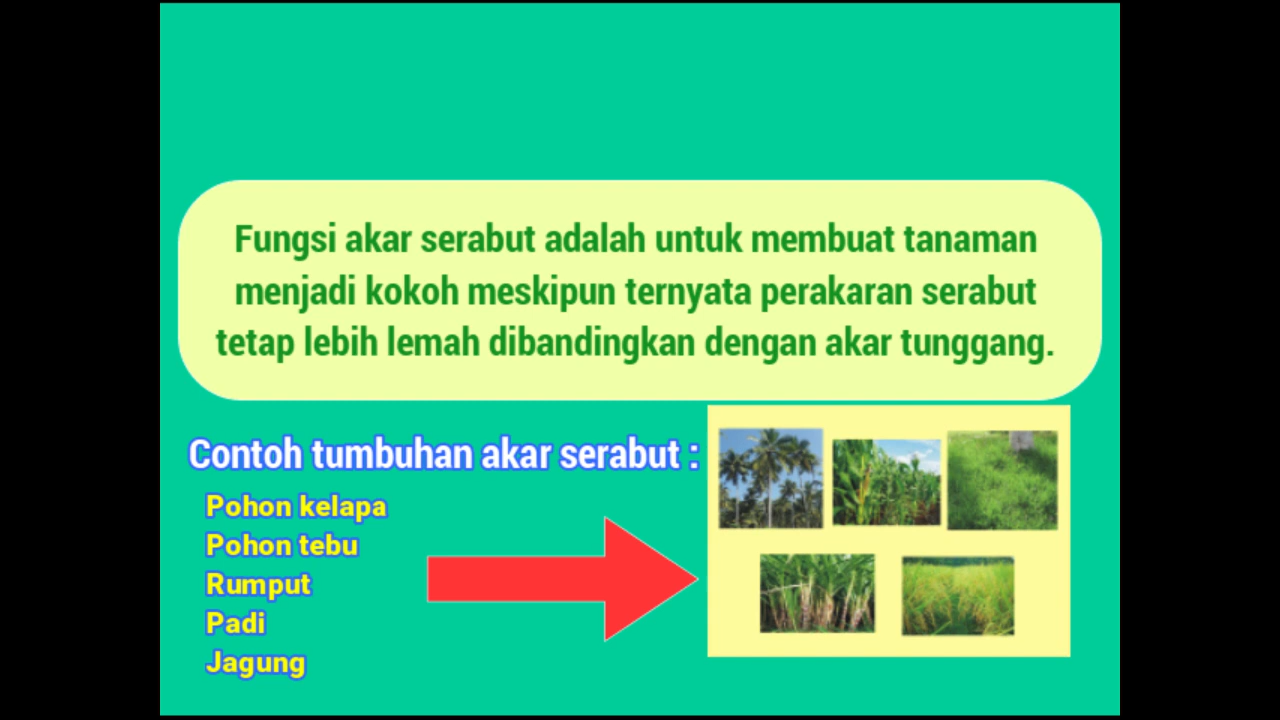 Fungsi akar serabut adalah untuk membuat tanaman
menjadi kokoh meskipun ternyata perakaran serabut
tetap lebih lemah dibandingkan dengan akar tunggang.
Contoh tumbuhan akar serabut :
Pohon kelapa
Pohon tebu
Rumput
Padi
Jagung